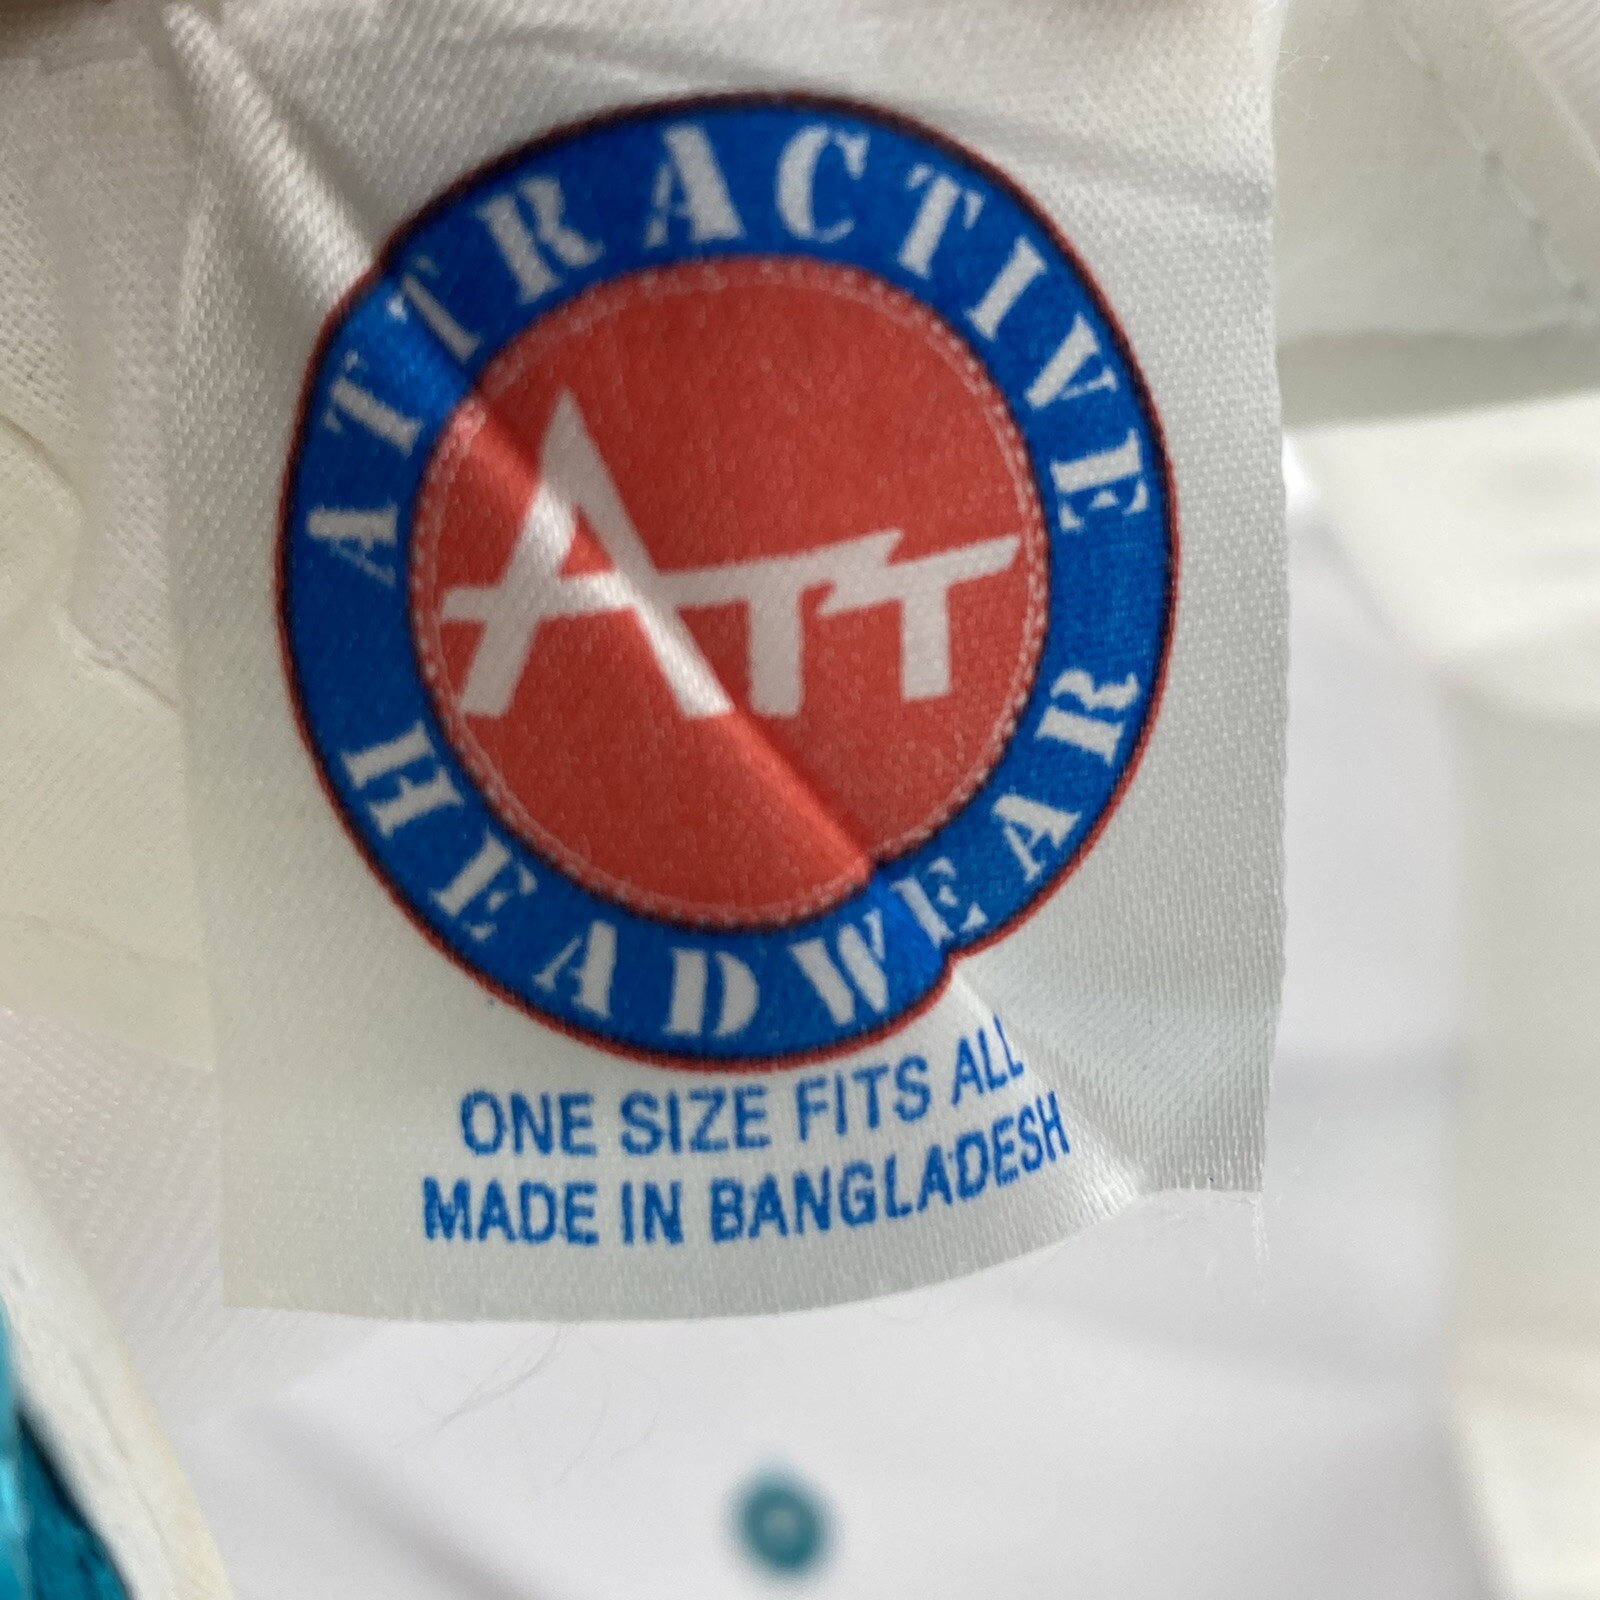 ATTRACTIVE
ATT
HEADWEAR
ONE SIZE FITS ALL
MADE IN BANGLADESH